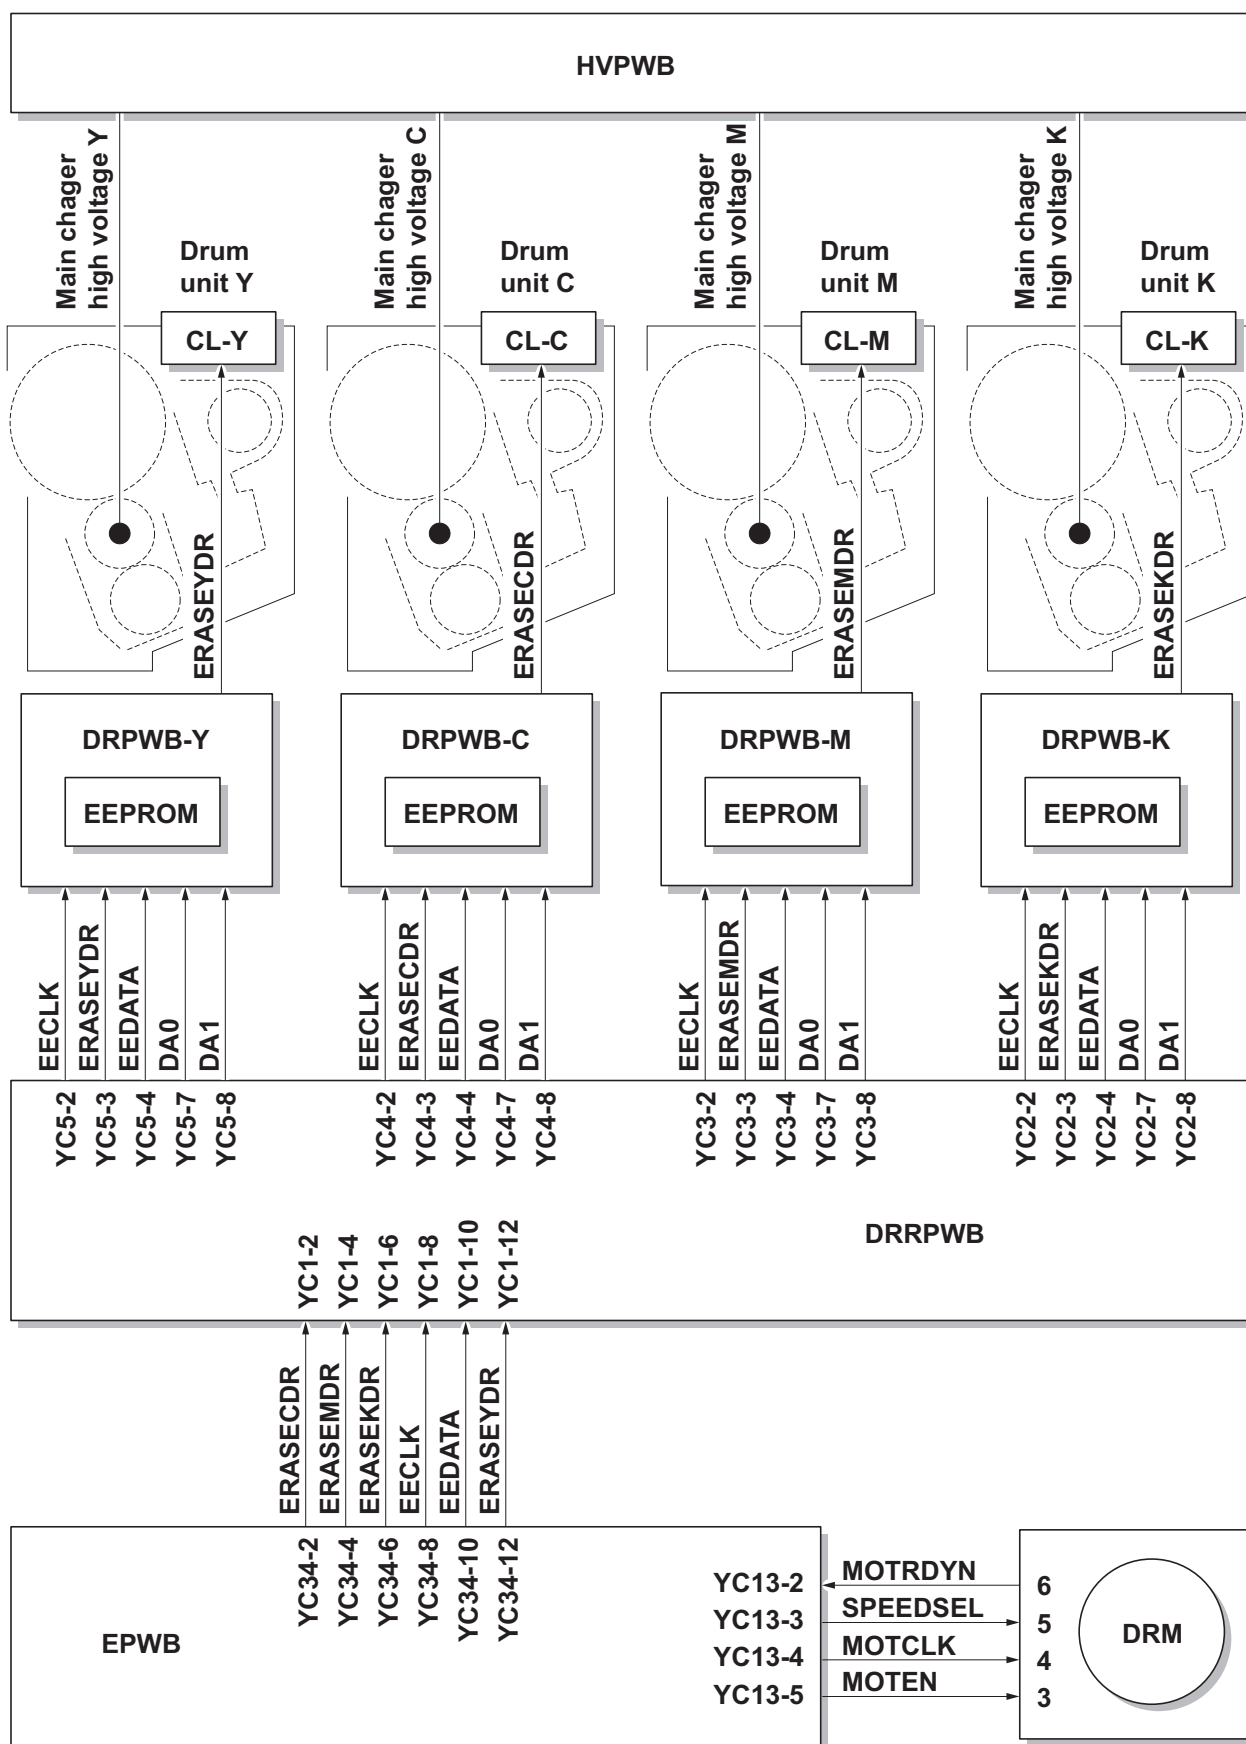 HVPWB
Main chager
high voltage Y
Main chager
high voltage C
Main chager
high voltage M
Main chager
high voltage K
Drum
unit Y
Drum
unit C
Drum
unit M
Drum
unit K
CL-Y
CL-C
CL-M
CL-K
ERASEYDR
ERASECDR
ERASEMDR
ERASEKDR
DRPWB-Y
DRPWB-C
DRPWB-M
DRPWB-K
EEPROM
EEPROM
EEPROM
EEPROM
EECLK
ERASEYDR
EEDATA
DA0
DA1
EECLK
ERASECDR
EEDATA
DA0
DA1
EECLK
ERASEMDR
EEDATA
DA0
DA1
EECLK
ERASEKDR
EEDATA
DA0
DA1
YC5-2
YC5-3
YC5-4
YC5-7
YC5-8
YC4-2
YC4-3
YC4-4
YC4-7
YC4-8
YC3-2
YC3-3
YC3-4
YC3-7
YC3-8
YC2-2
YC2-3
YC2-4
YC2-7
YC2-8
DRRPWB
YC1-2
YC1-4
YC1-6
YC1-8
YC1-10
YC1-12
ERASECDR
ERASEMDR
ERASEKDR
EECLK
EEDATA
ERASEYDR
YC34-2
YC34-4
YC34-6
YC34-8
YC34-10
YC34-12
EPWB
YC13-2 MOTRDYN 6
YC13-3 SPEEDSEL 5
YC13-4 MOTCLK 4
YC13-5 MOTEN 3
DRM